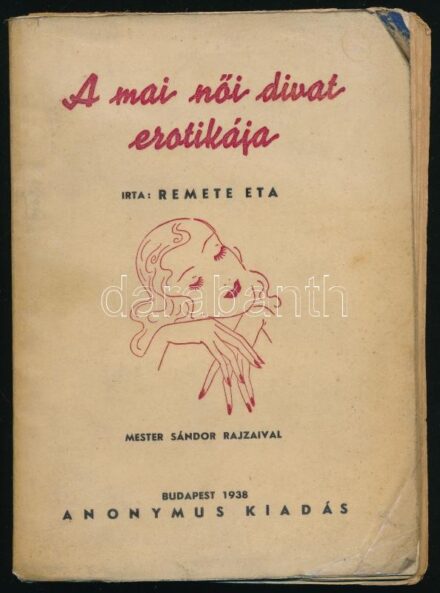 A mai női divat
erotikája
IRTA: REMETE ETA
darabanth
MESTER SÁNDOR RAJZAIVAL
BUDAPEST 1938
ANONYMUS KIADÁS